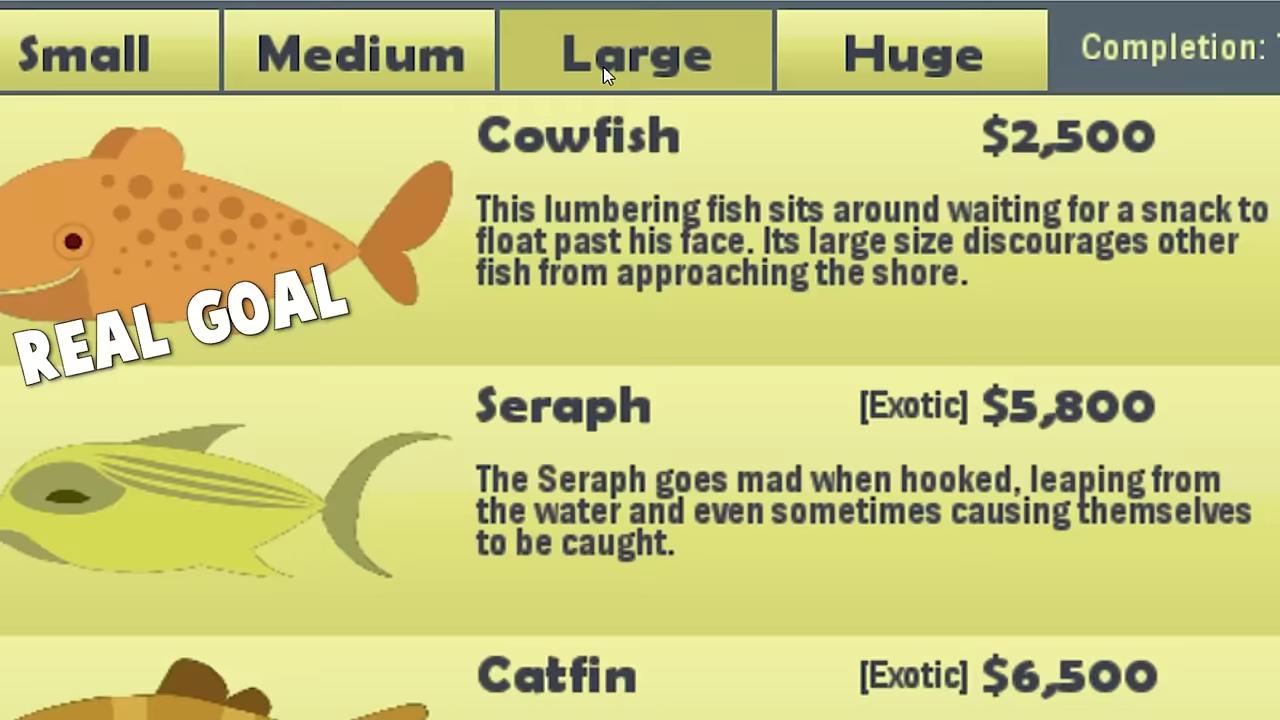 Small Medium Large Huge Completion:
Cowfish $2,500
This lumbering fish sits around waiting for a snack to
float past his face. Its large size discourages other
fish from approaching the shore.
REAL GOAL
Seraph [Exotic] $5,800
The Seraph goes mad when hooked, leaping from
the water and even sometimes causing themselves
to be caught.
Catfin [Exotic] $6,500